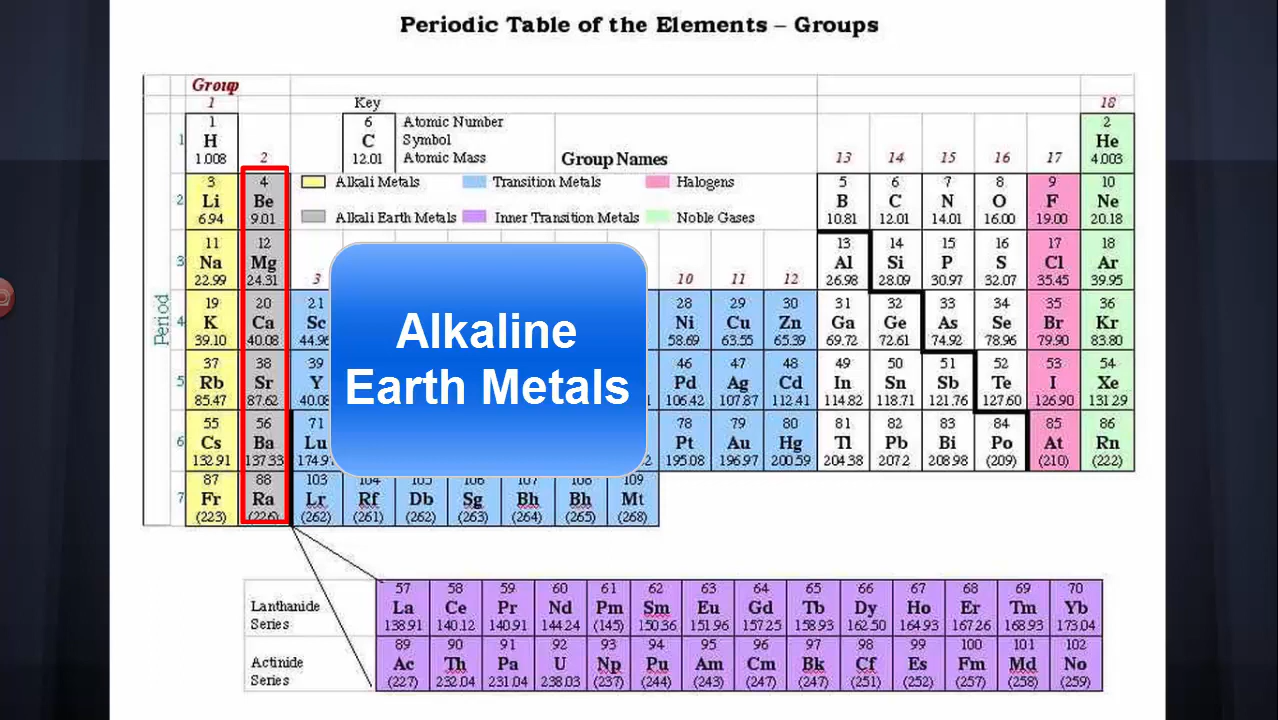 Periodic Table of the Elements – Groups
Group
1 Key 18
1 6 Atomic Number 2
1 H C Symbol He
1.008 2 12.01 Atomic Mass Group Names 13 14 15 16 17 4.003
3 4 Alkali Metals Transition Metals Halogens 5 6 7 8 9 10
2 Li Be B C N O F Ne
6.94 9.01 Alkali Earth Metals Inner Transition Metals Noble Gases 10.81 12.01 14.01 16.00 19.00 20.18
11 12 13 14 15 16 17 18
3 Na Mg Al Si P S Cl Ar
22.99 24.31 3 10 11 12 26.98 28.09 30.97 32.07 35.45 39.95
19 20 21 28 29 30 31 32 33 34 35 36
4 K Ca Sc Ni Cu Zn Ga Ge As Se Br Kr
39.10 40.08 44.96 58.69 63.55 65.39 69.72 72.61 74.92 78.96 79.90 83.80
Period
Alkaline
Earth Metals
37 38 39 46 47 48 49 50 51 52 53 54
5 Rb Sr Y Pd Ag Cd In Sn Sb Te I Xe
85.47 87.62 40.08 106.42 107.87 112.41 114.82 118.71 121.76 127.60 126.90 131.29
55 56 71 78 79 80 81 82 83 84 85 86
6 Cs Ba Lu Pt Au Hg Tl Pb Bi Po At Rn
132.91 137.33 174.97 195.08 196.97 200.59 204.38 207.2 208.98 (209) (210) (222)
87 88 103 104 105 106 107 108 109
7 Fr Ra Lr Rf Db Sg Bh Bh Mt
(223) (226) (262) (261) (262) (263) (264) (265) (268)
57 58 59 60 61 62 63 64 65 66 67 68 69 70
Lanthanide La Ce Pr Nd Pm Sm Eu Gd Tb Dy Ho Er Tm Yb
Series 138.91 140.12 140.91 144.24 (145) 150.36 151.96 157.25 158.93 162.50 164.93 167.26 168.93 173.04
89 90 91 92 93 94 95 96 97 98 99 100 101 102
Actinide Ac Th Pa U Np Pu Am Cm Bk Cf Es Fm Md No
Series (227) 232.04 231.04 238.03 (237) (244) (243) (247) (247) (251) (252) (257) (258) (259)